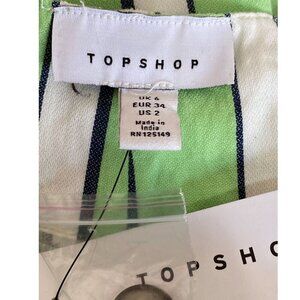 TOPSHOP
UK 6
EUR 34
US 2
Made in
India
RN125149
TOPSHOP